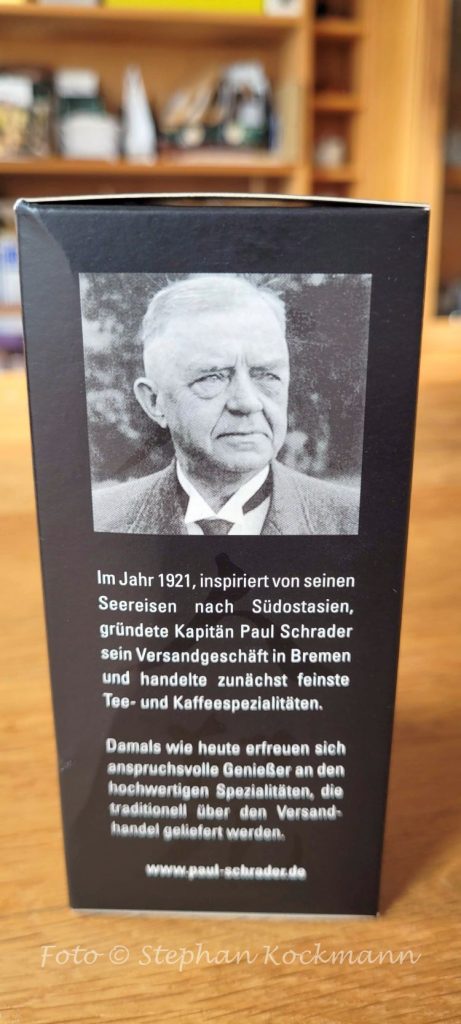 Im Jahr 1921, inspiriert von seinen
Seereisen nach Südostasien,
gründete Kapitän Paul Schrader
sein Versandgeschäft in Bremen
und handelte zunächst feinste
Tee- und Kaffeespezialitäten.
Damals wie heute erfreuen sich
anspruchsvolle Genießer an den
hochwertigen Spezialitäten, die
traditionell über den Versand-
handel geliefert werden.
www.paul-schrader.de
Foto © Stephan Kockmann